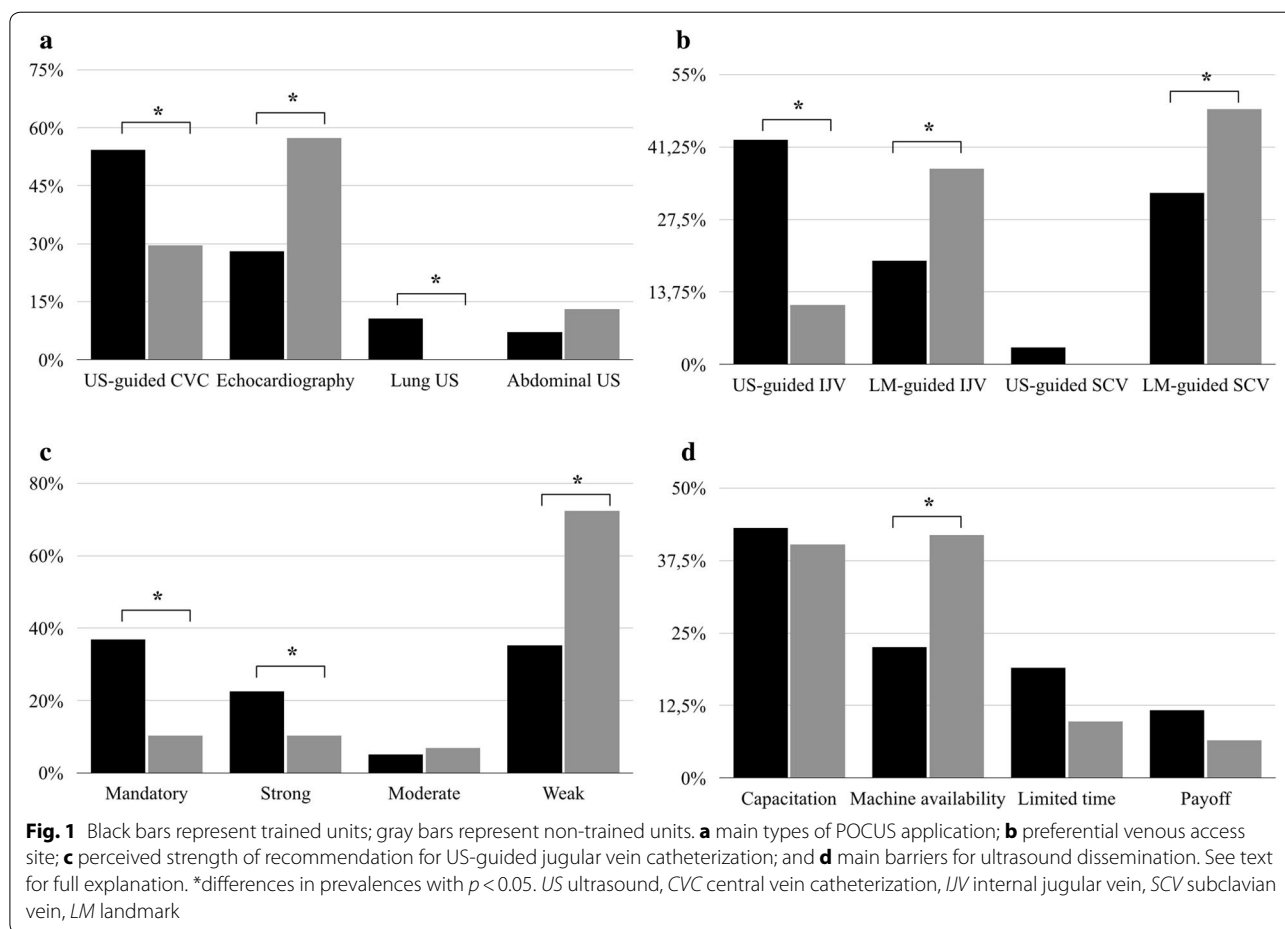 a
75%
60%
45%
30%
15%
0%
*
*
*
US-guided CVC Echocardiography Lung US Abdominal US
b
55%
41,25%
27,5%
13,75%
0%
*
*
*
US-guided IJV LM-guided IJV US-guided SCV LM-guided SCV
c
80%
60%
40%
20%
0%
*
*
*
Mandatory Strong Moderate Weak
d
50%
37,5%
25%
12,5%
0%
*
Capacitation Machine availability Limited time Payoff
Fig. 1 Black bars represent trained units; gray bars represent non-trained units. a main types of POCUS application; b preferential venous access
site; c perceived strength of recommendation for US-guided jugular vein catheterization; and d main barriers for ultrasound dissemination. See text
for full explanation. *differences in prevalences with p < 0.05. US ultrasound, CVC central vein catheterization, IJV internal jugular vein, SCV subclavian
vein, LM landmark